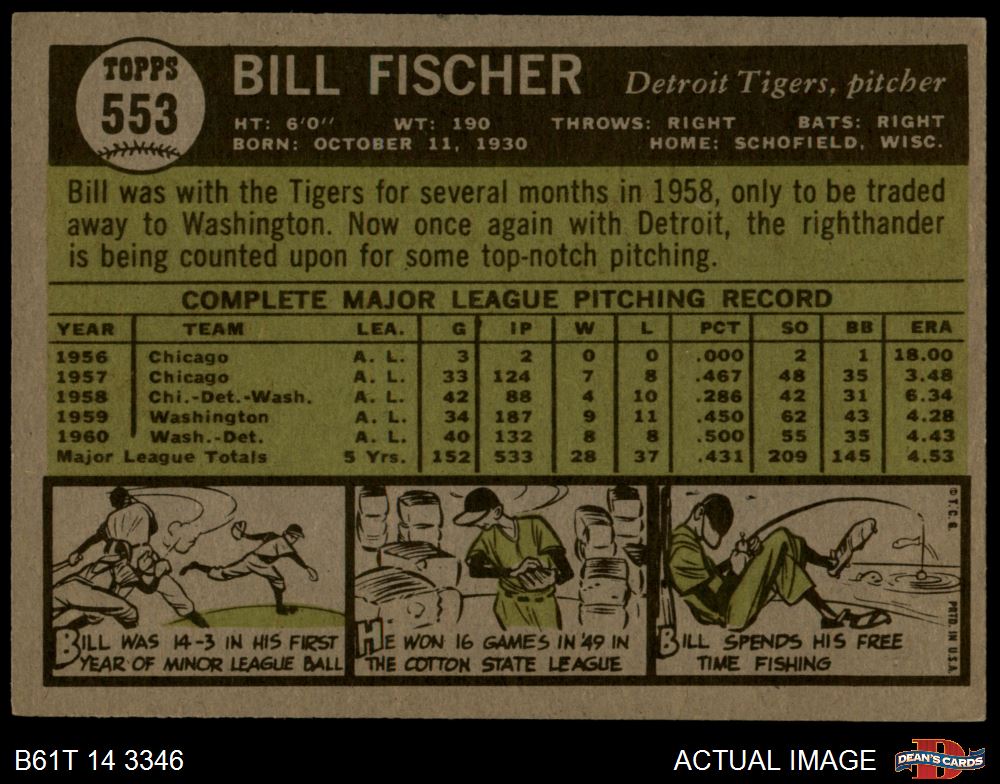 TOPPS
553
BILL FISCHER Detroit Tigers, pitcher
HT: 6'0" WT: 190 THROWS: RIGHT BATS: RIGHT
BORN: OCTOBER 11, 1930 HOME: SCHOFIELD, WISC.
Bill was with the Tigers for several months in 1958, only to be traded
away to Washington. Now once again with Detroit, the righthander
is being counted upon for some top-notch pitching.
COMPLETE MAJOR LEAGUE PITCHING RECORD
YEAR TEAM LEA. G IP W L PCT SO BB ERA
1956 Chicago A. L. 3 2 0 0 .000 2 1 18.00
1957 Chicago A. L. 33 124 7 8 .467 48 35 3.48
1958 Chi.-Det.-Wash. A. L. 42 88 4 10 .286 42 31 6.34
1959 Washington A. L. 34 187 9 11 .450 62 43 4.28
1960 Wash.-Det. A. L. 40 132 8 8 .500 55 35 4.43
Major League Totals 5 Yrs. 152 533 28 37 .431 209 145 4.53
BILL WAS 14-3 IN HIS FIRST
YEAR OF MINOR LEAGUE BALL
HE WON 16 GAMES IN '49 IN
THE COTTON STATE LEAGUE
BILL SPENDS HIS FREE
TIME FISHING
© T. C. G.
PRTD. IN U.S.A.
B61T 14 3346
ACTUAL IMAGE
DEAN'S CARDS